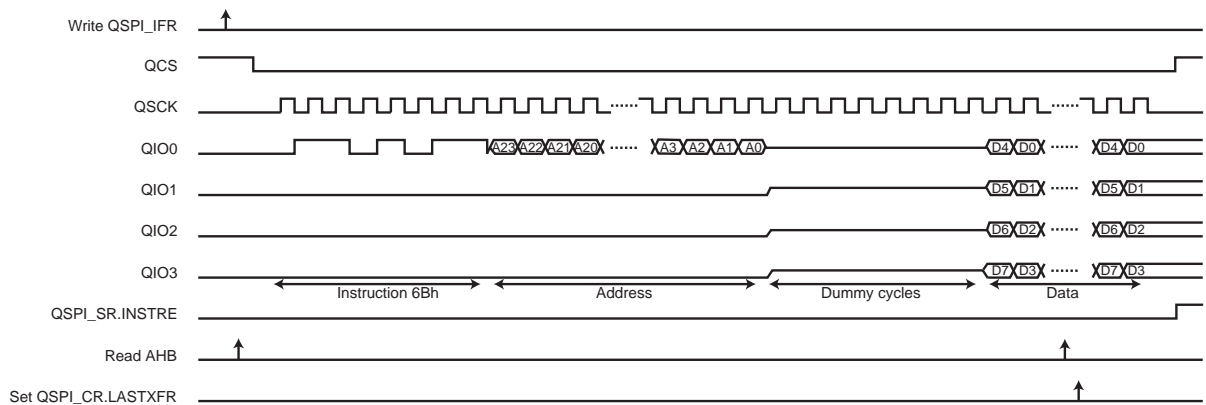 Write QSPI_IFR
QCS
QSCK
QIO0 A23 A22 A21 A20 A3 A2 A1 A0 D4 D0 D4 D0
QIO1 D5 D1 D5 D1
QIO2 D6 D2 D6 D2
QIO3 D7 D3 D7 D3
Instruction 6Bh Address Dummy cycles Data
QSPI_SR.INSTRE
Read AHB
Set QSPI_CR.LASTXFR